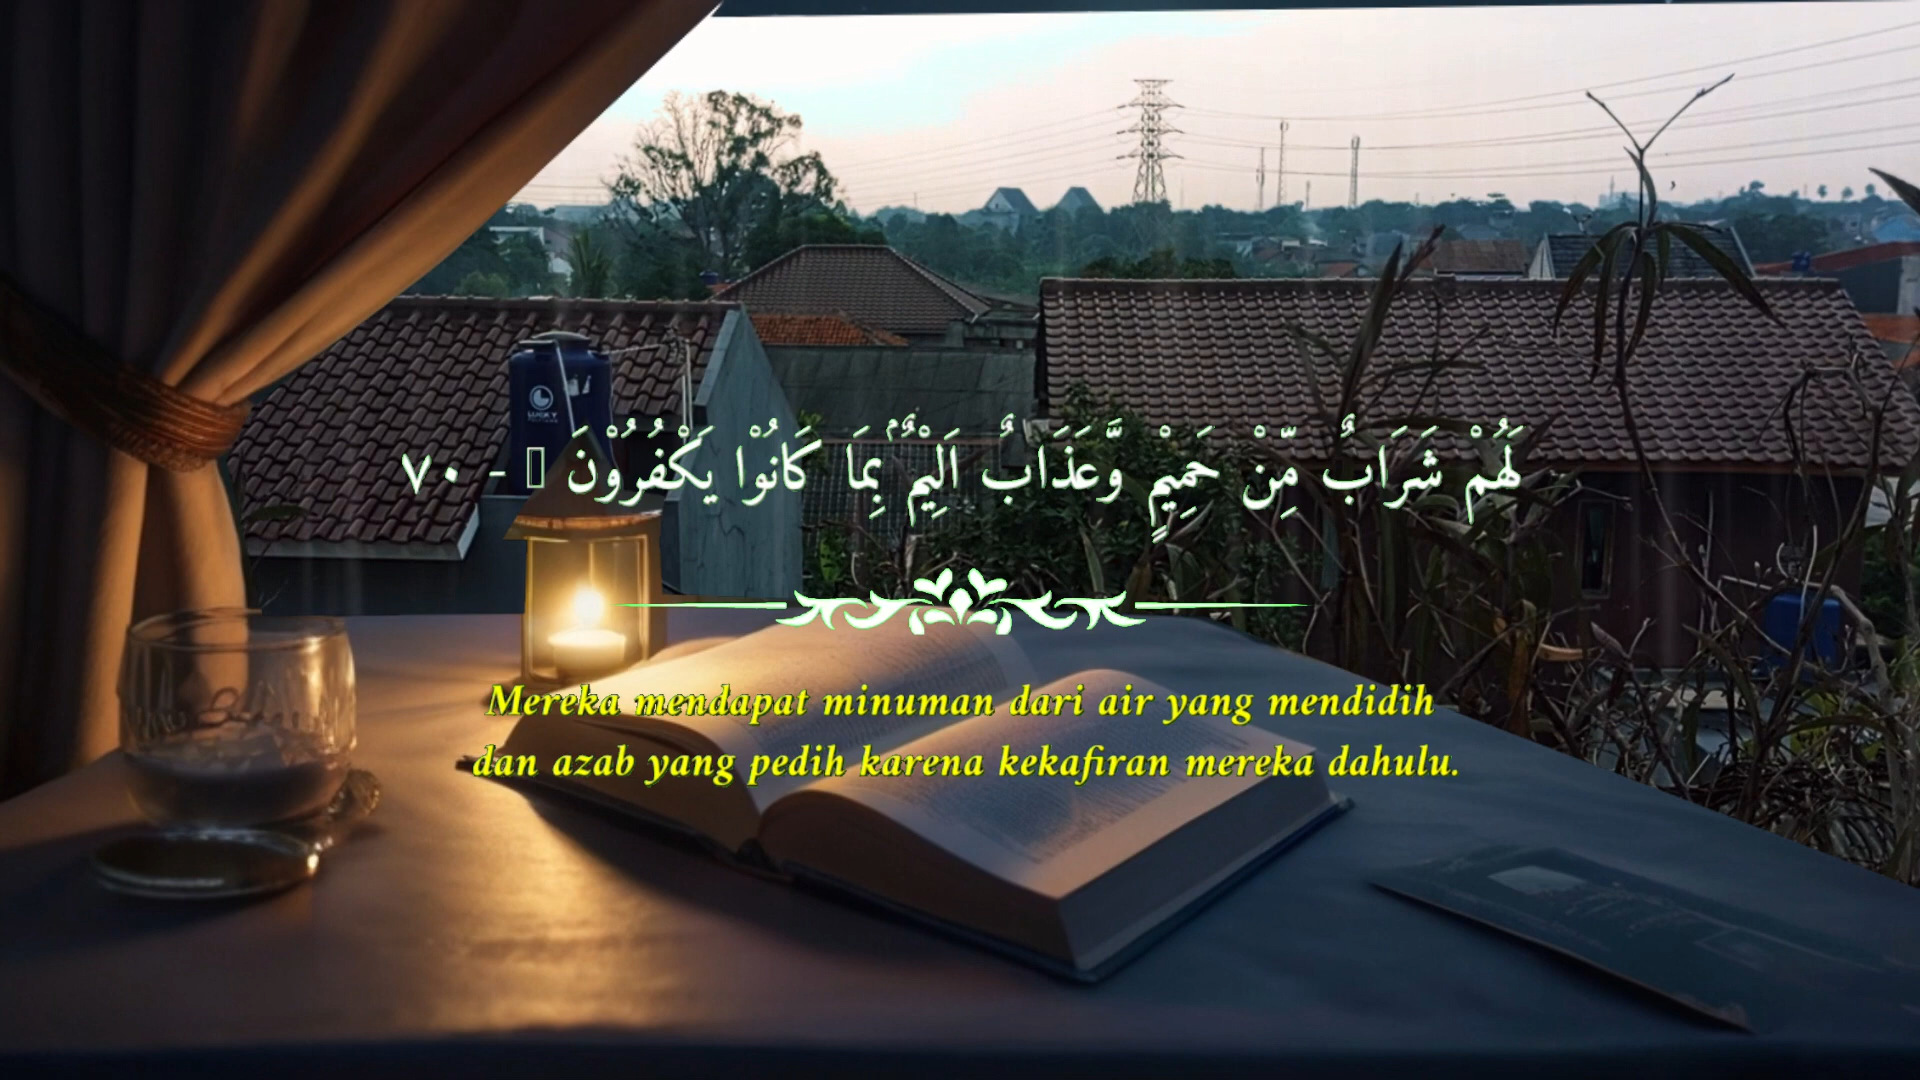 لَهُمْ شَرَابٌ مِّنْ حَمِيْمٍ وَّعَذَابٌ اَلِيْمٌۢ بِمَا كَانُوْا يَكْفُرُوْنَ ࣖ - ٧٠
Mereka mendapat minuman dari air yang mendidih
dan azab yang pedih karena kekafiran mereka dahulu.
LUCKY